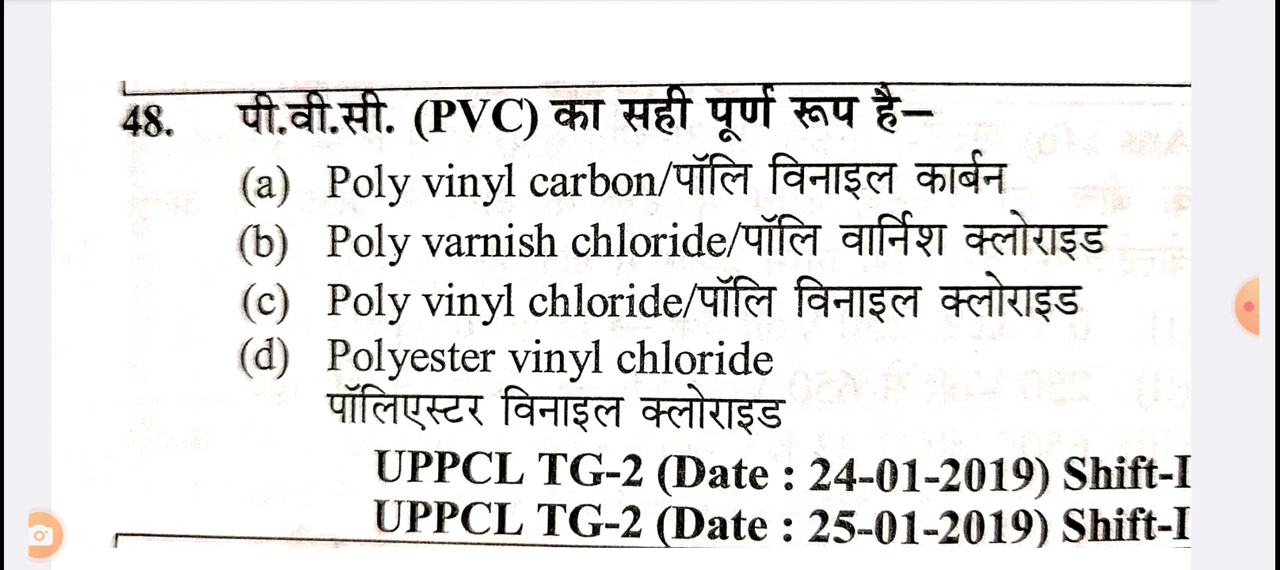 48. पी.वी.सी. (PVC) का सही पूर्ण रूप है–
(a) Poly vinyl carbon/पॉलि विनाइल कार्बन
(b) Poly varnish chloride/पॉलि वार्निश क्लोराइड
(c) Poly vinyl chloride/पॉलि विनाइल क्लोराइड
(d) Polyester vinyl chloride
पॉलिएस्टर विनाइल क्लोराइड
UPPCL TG-2 (Date : 24-01-2019) Shift-I
UPPCL TG-2 (Date : 25-01-2019) Shift-I